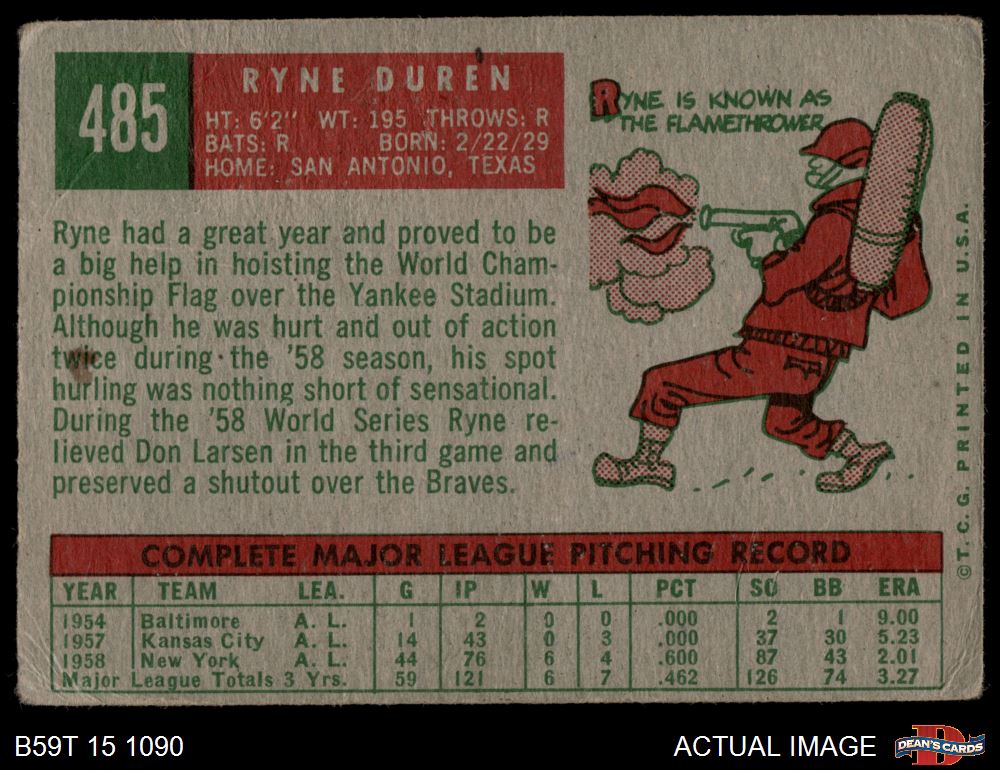 485
RYNE DUREN
HT: 6'2" WT: 195 THROWS: R
BATS: R BORN: 2/22/29
HOME: SAN ANTONIO, TEXAS
RYNE IS KNOWN AS
THE FLAMETHROWER
Ryne had a great year and proved to be
a big help in hoisting the World Cham-
pionship Flag over the Yankee Stadium.
Although he was hurt and out of action
twice during the '58 season, his spot
hurling was nothing short of sensational.
During the '58 World Series Ryne re-
lieved Don Larsen in the third game and
preserved a shutout over the Braves.
©T.C.G. PRINTED IN U.S.A.
COMPLETE MAJOR LEAGUE PITCHING RECORD
YEAR TEAM LEA. G IP W L PCT SO BB ERA
1954 Baltimore A. L. 1 2 0 0 .000 2 1 9.00
1957 Kansas City A. L. 14 43 0 3 .000 37 30 5.23
1958 New York A. L. 44 76 6 4 .600 87 43 2.01
Major League Totals 3 Yrs. 59 121 6 7 .462 126 74 3.27
B59T 15 1090
ACTUAL IMAGE
DEAN'S CARDS